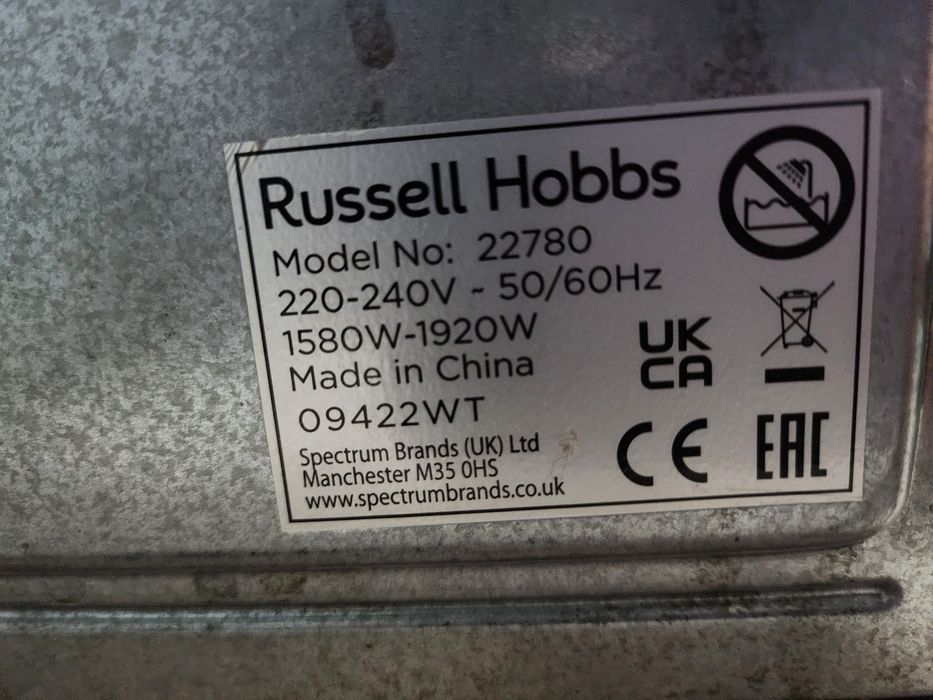 Russell Hobbs
Model No: 22780
220-240V ~ 50/60Hz
1580W-1920W
Made in China
09422WT
Spectrum Brands (UK) Ltd
Manchester M35 0HS
www.spectrumbrands.co.uk
UK
CA
CE
EAC